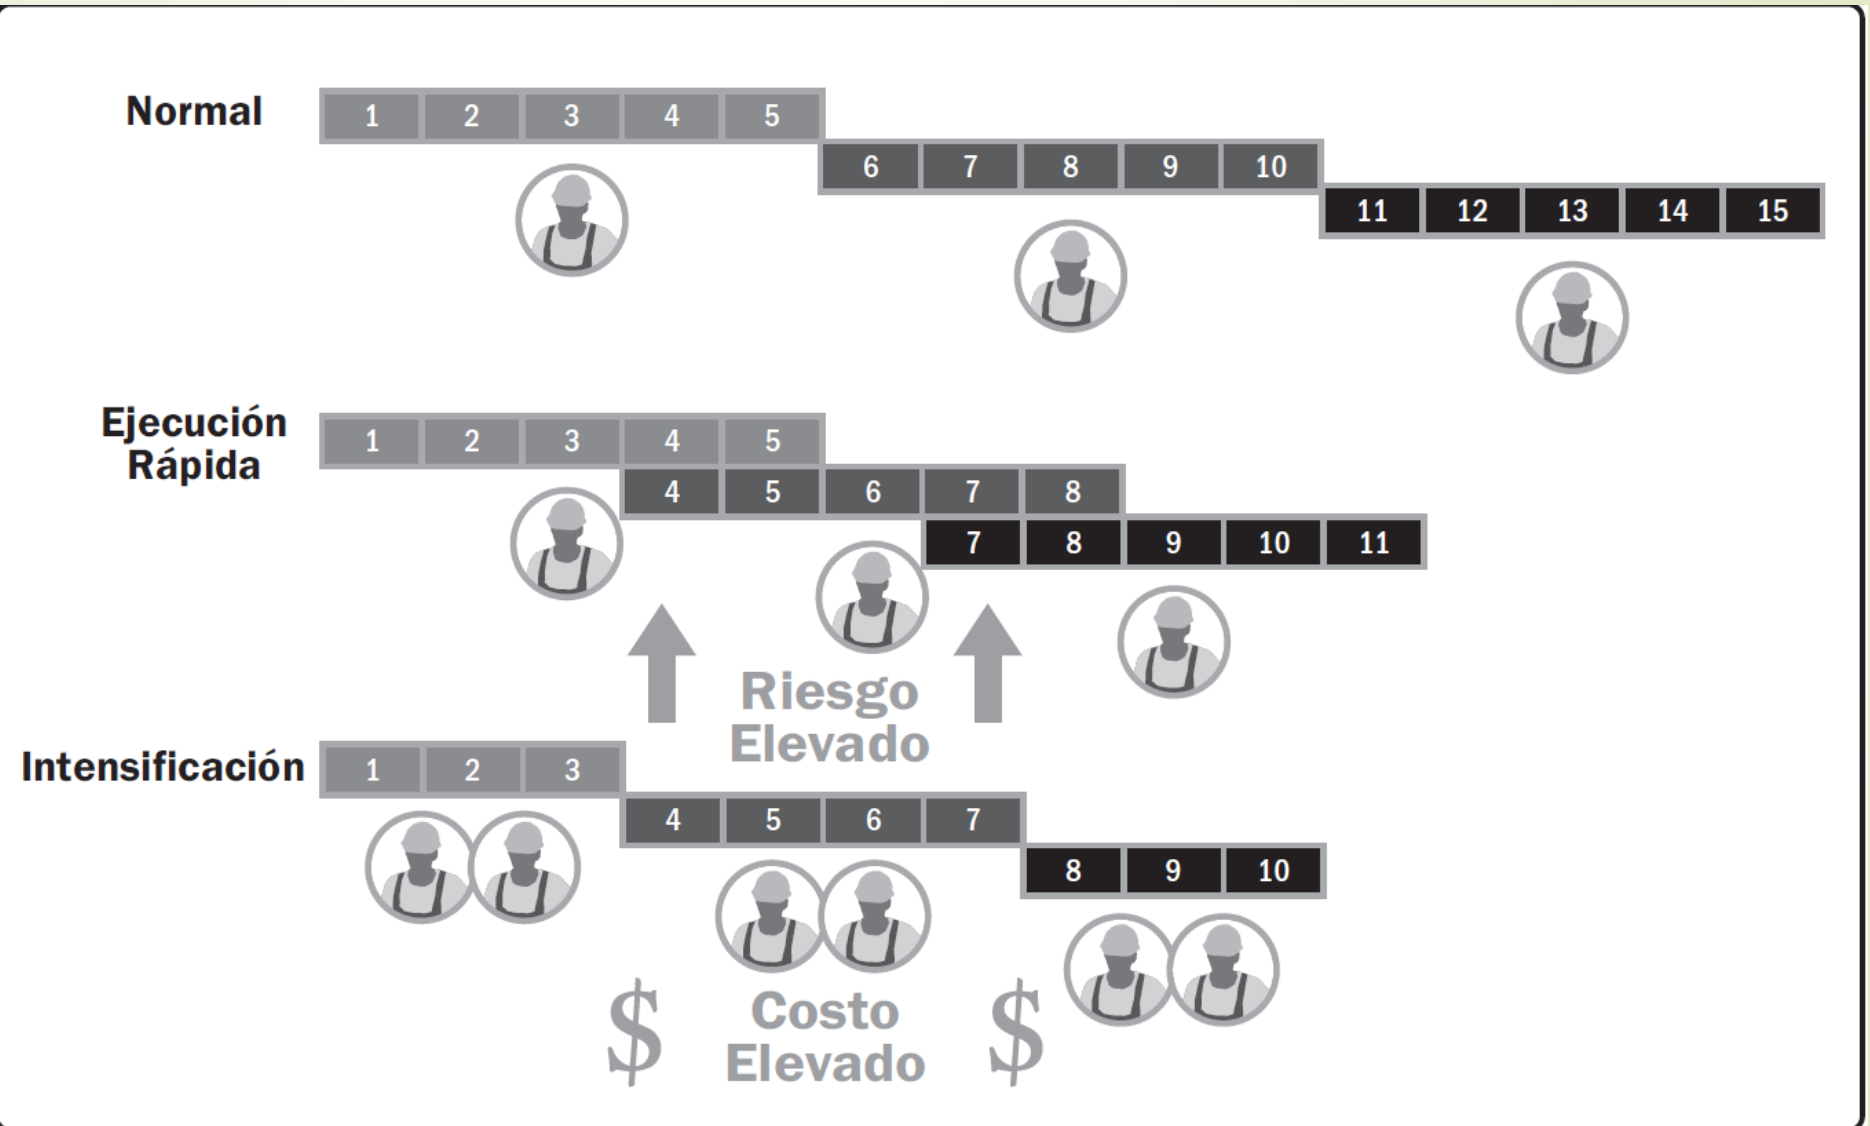 Normal
1 2 3 4 5
6 7 8 9 10
11 12 13 14 15
Ejecución
Rápida
1 2 3 4 5
4 5 6 7 8
7 8 9 10 11
Riesgo
Elevado
Intensificación
1 2 3
4 5 6 7
8 9 10
$ Costo $
Elevado